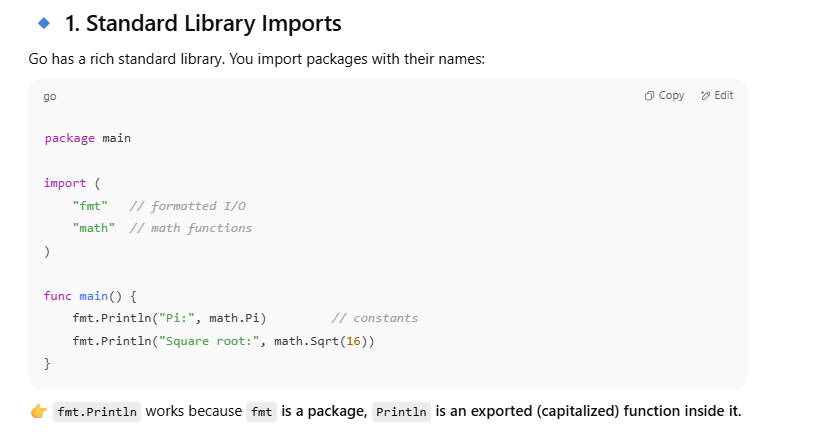 1. Standard Library Imports
Go has a rich standard library. You import packages with their names:
go
Copy
Edit
package main
import (
    "fmt"   // formatted I/O
    "math"  // math functions
)
func main() {
    fmt.Println("Pi:", math.Pi)         // constants
    fmt.Println("Square root:", math.Sqrt(16))
}
👉 fmt.Println works because fmt is a package, Println is an exported (capitalized) function inside it.